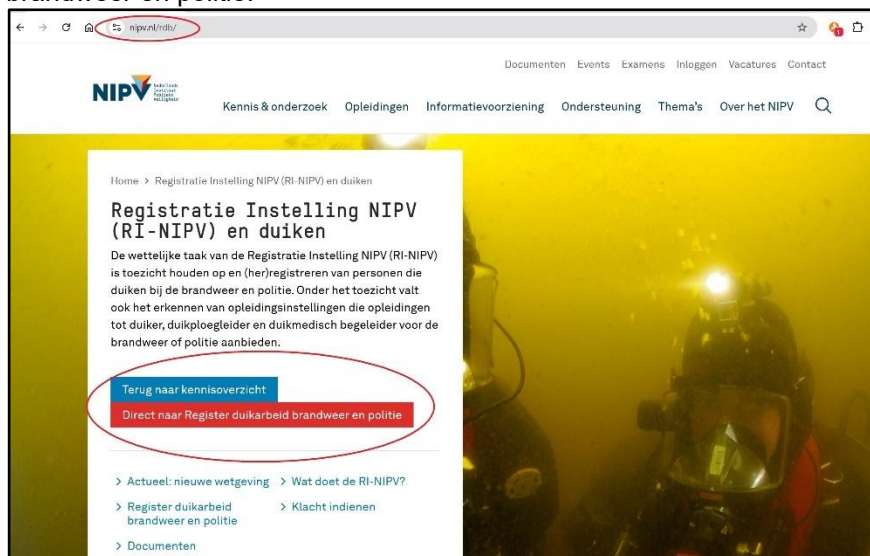 brandweer en politie.
nipv.nl/rdb/
Documenten Events Examens Inloggen Vacatures Contact
NIPV Nederlands Instituut Publieke Veiligheid
Kennis & onderzoek Opleidingen Informatievoorziening Ondersteuning Thema's Over het NIPV
Home > Registratie Instelling NIPV (RI-NIPV) en duiken
Registratie Instelling NIPV
(RI-NIPV) en duiken
De wettelijke taak van de Registratie Instelling NIPV (RI-NIPV)
is toezicht houden op en (her)registreren van personen die
duiken bij de brandweer en politie. Onder het toezicht valt
ook het erkennen van opleidingsinstellingen die opleidingen
tot duiker, duikploegleider en duikmedisch begeleider voor de
brandweer of politie aanbieden.
Terug naar kennisoverzicht
Direct naar Register duikarbeid brandweer en politie
> Actueel: nieuwe wetgeving > Wat doet de RI-NIPV?
> Register duikarbeid > Klacht indienen
brandweer en politie
> Documenten